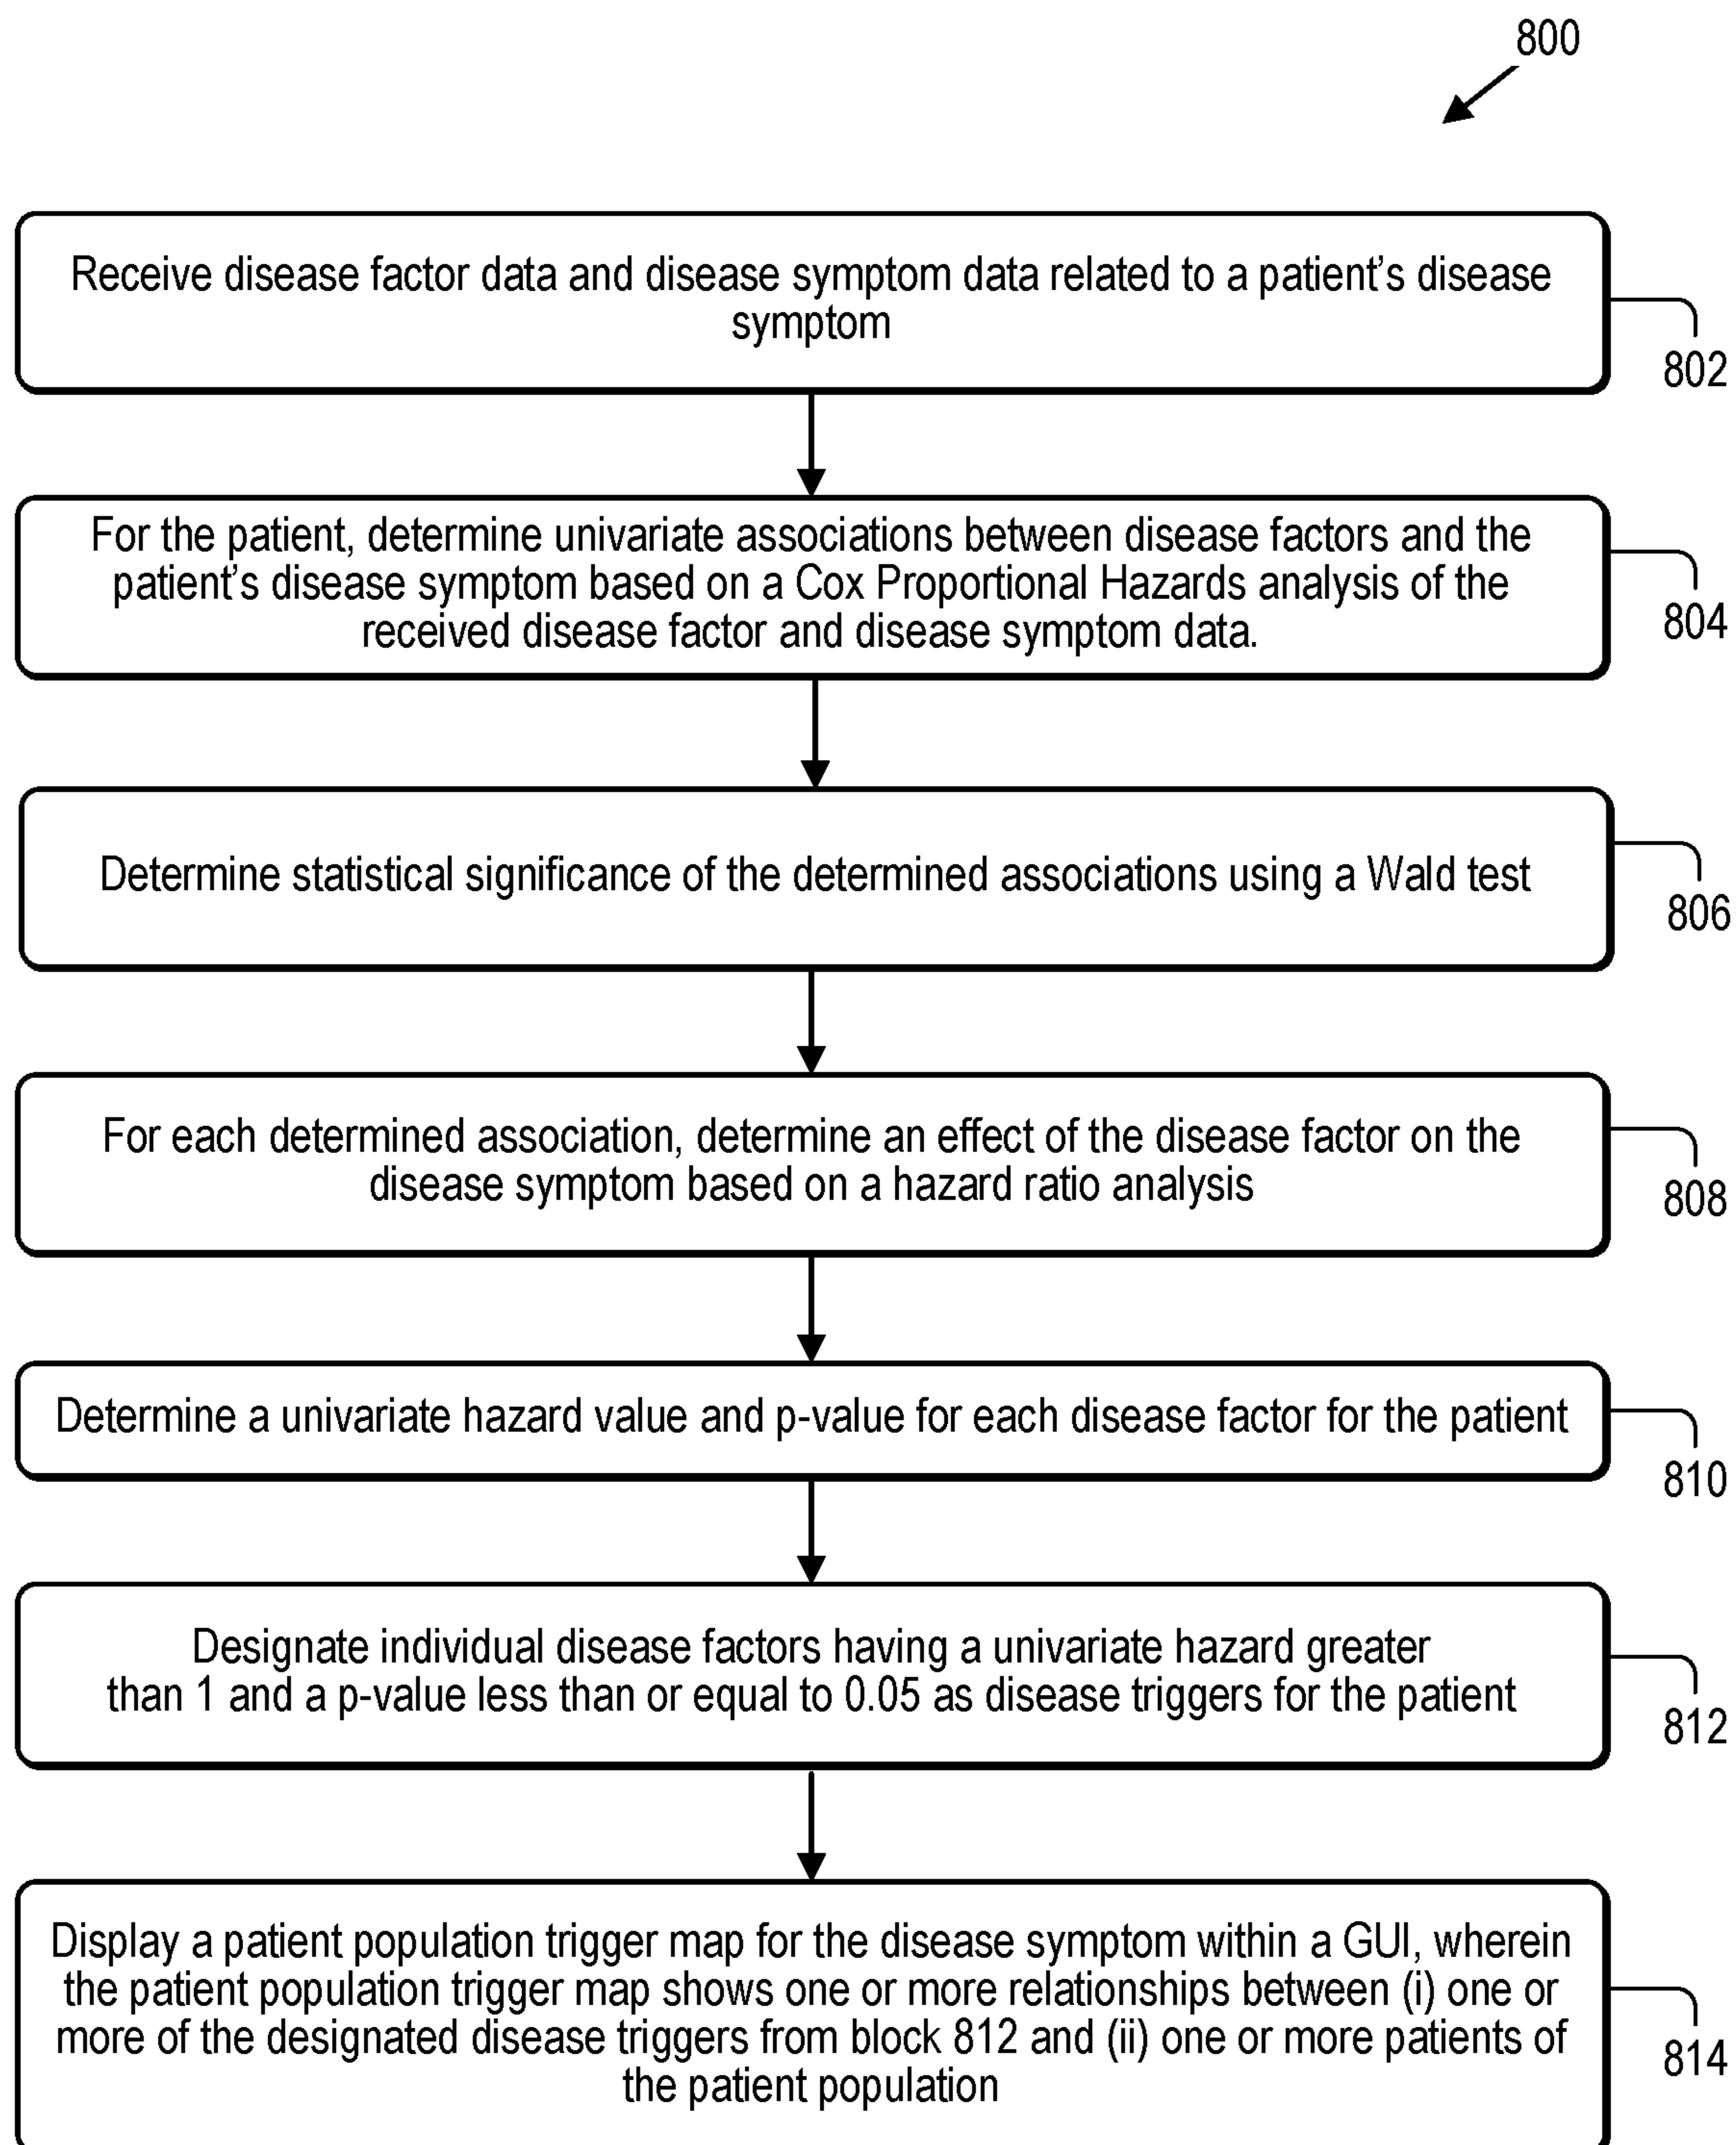 800
Receive disease factor data and disease symptom data related to a patient’s disease
symptom
802
For the patient, determine univariate associations between disease factors and the
patient’s disease symptom based on a Cox Proportional Hazards analysis of the
received disease factor and disease symptom data.
804
Determine statistical significance of the determined associations using a Wald test
806
For each determined association, determine an effect of the disease factor on the
disease symptom based on a hazard ratio analysis
808
Determine a univariate hazard value and p-value for each disease factor for the patient
810
Designate individual disease factors having a univariate hazard greater
than 1 and a p-value less than or equal to 0.05 as disease triggers for the patient
812
Display a patient population trigger map for the disease symptom within a GUI, wherein
the patient population trigger map shows one or more relationships between (i) one or
more of the designated disease triggers from block 812 and (ii) one or more patients of
the patient population
814